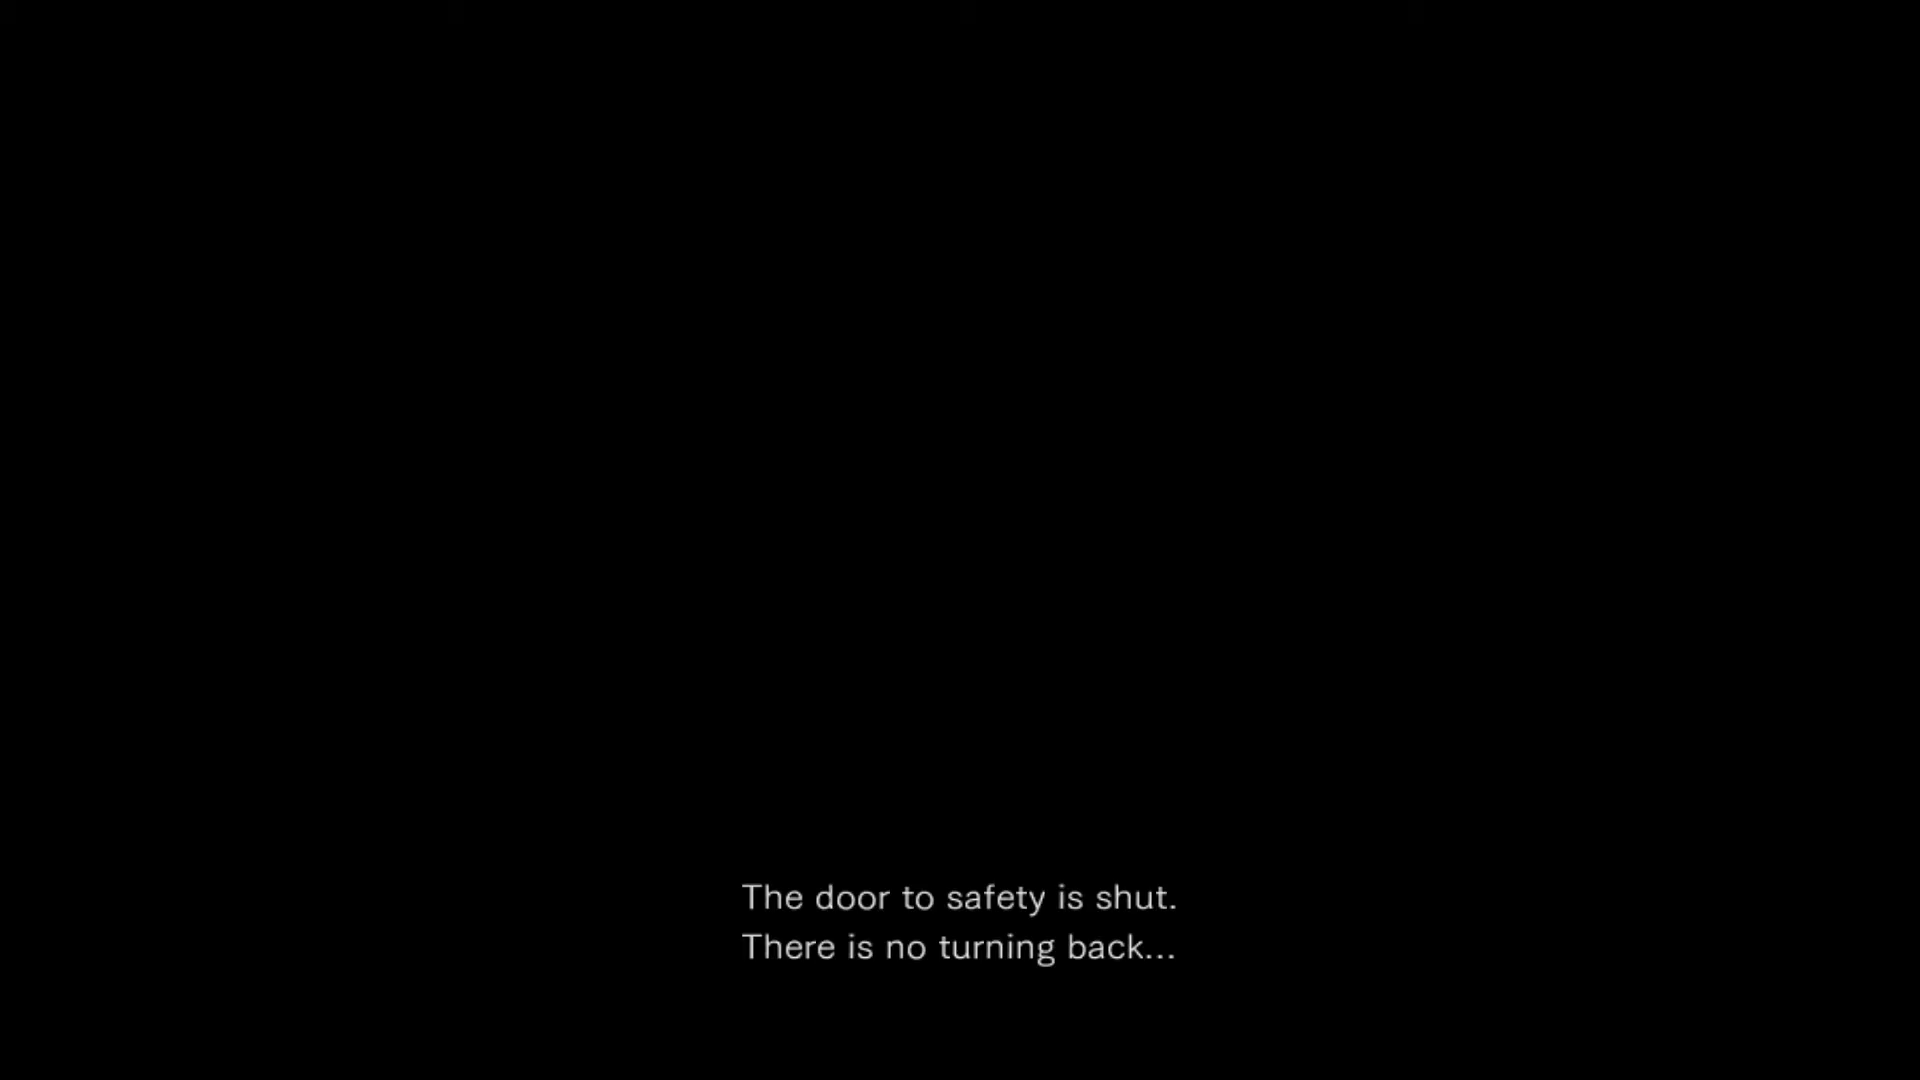 The door to safety is shut.
There is no turning back...